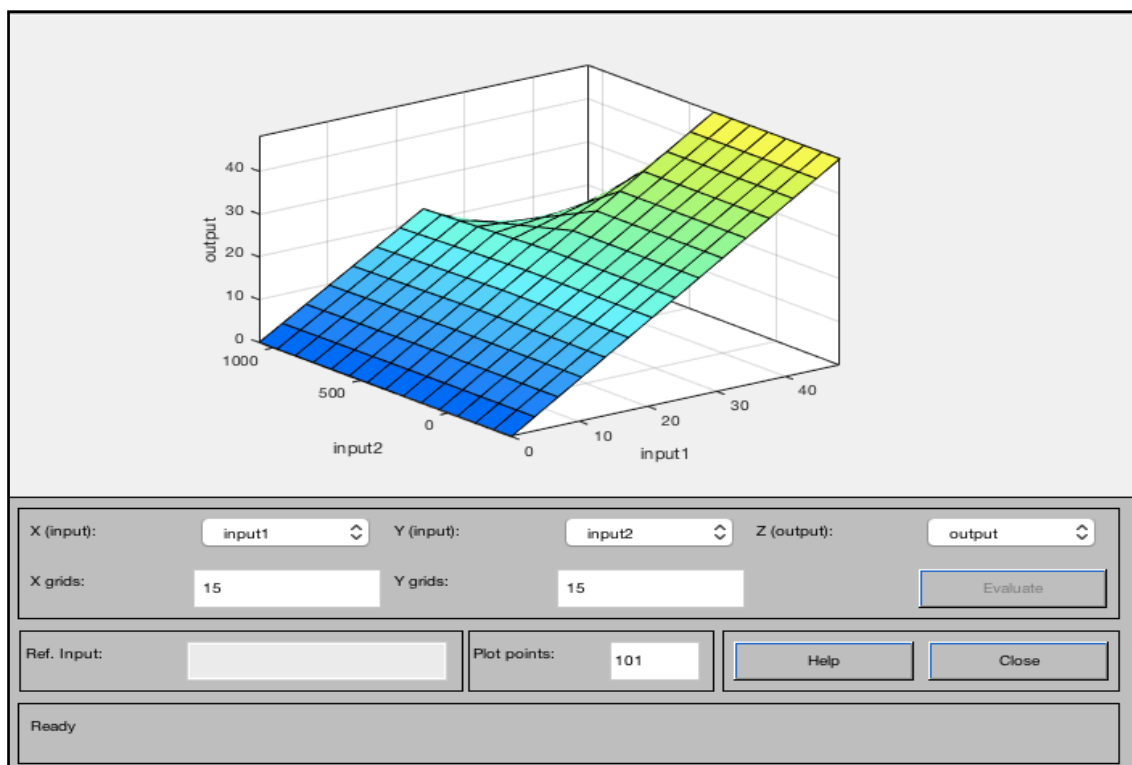 40
30
20
10
0
output
1000
500
0
input2
0
10
20
30
40
input1
X (input): input1 Y (input): input2 Z (output): output
X grids: 15 Y grids: 15 Evaluate
Ref. Input: Plot points: 101 Help Close
Ready